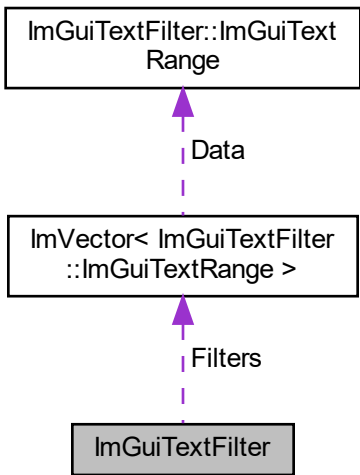 ImGuiTextFilter::ImGuiText
Range
Data
ImVector< ImGuiTextFilter
::ImGuiTextRange >
Filters
ImGuiTextFilter